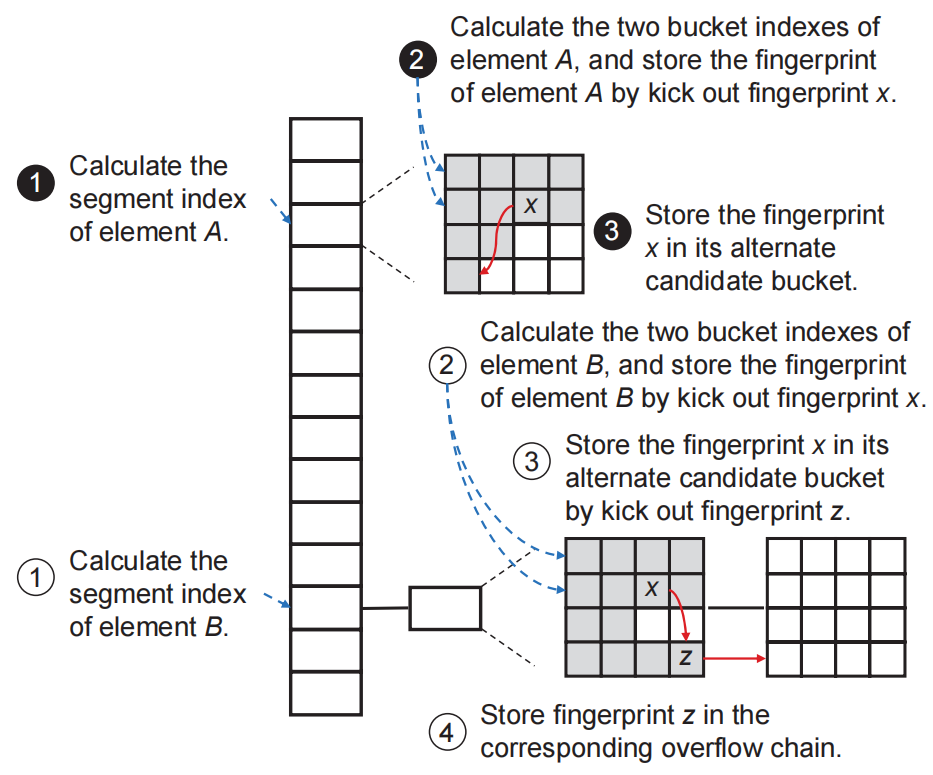 2
Calculate the two bucket indexes of
element A, and store the fingerprint
of element A by kick out fingerprint x.
1
Calculate the
segment index
of element A.
x
3
Store the fingerprint
x in its alternate
candidate bucket.
2
Calculate the two bucket indexes of
element B, and store the fingerprint
of element B by kick out fingerprint x.
3
Store the fingerprint x in its
alternate candidate bucket
by kick out fingerprint z.
1
Calculate the
segment index
of element B.
x
z
4
Store fingerprint z in the
corresponding overflow chain.